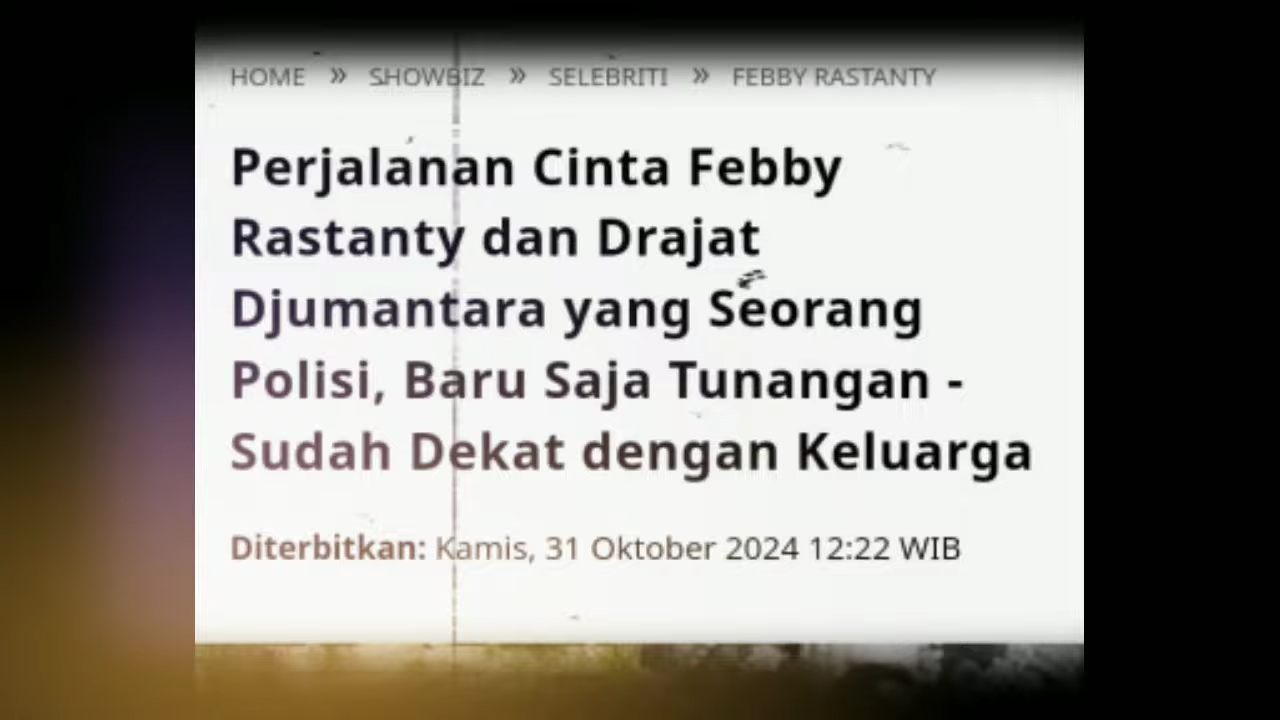 HOME » SHOWBIZ » SELEBRITI » FEBBY RASTANTY
Perjalanan Cinta Febby
Rastanty dan Drajat
Djumantara yang Seorang
Polisi, Baru Saja Tunangan -
Sudah Dekat dengan Keluarga
Diterbitkan: Kamis, 31 Oktober 2024 12:22 WIB